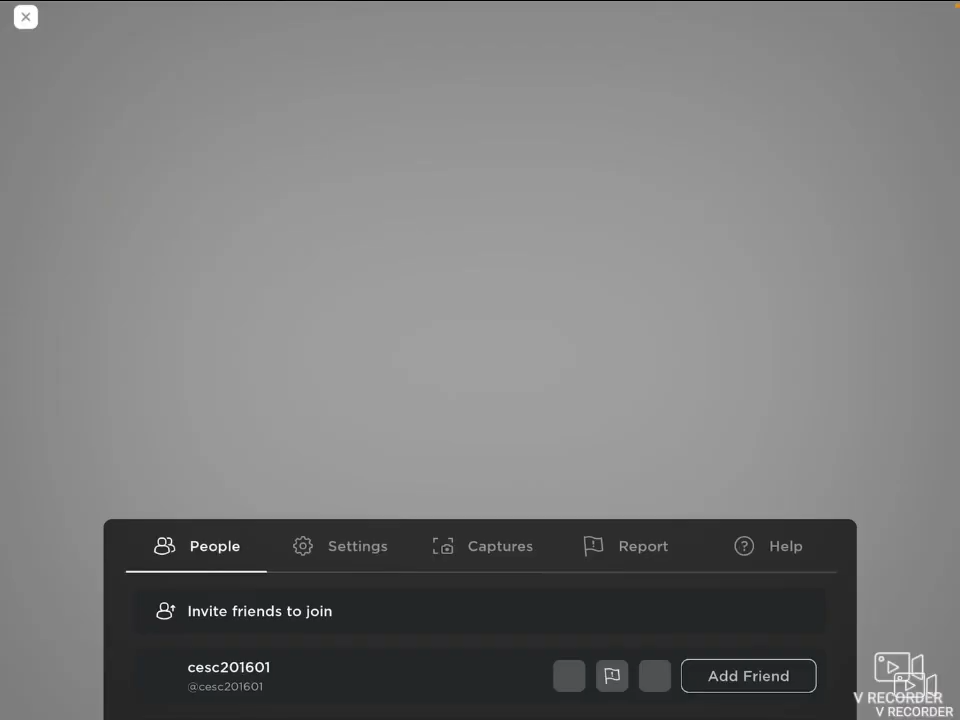 People
Settings
Captures
Report
Help
Invite friends to join
cesc201601
@cesc201601
Add Friend
V RECORDER
V RECORDER